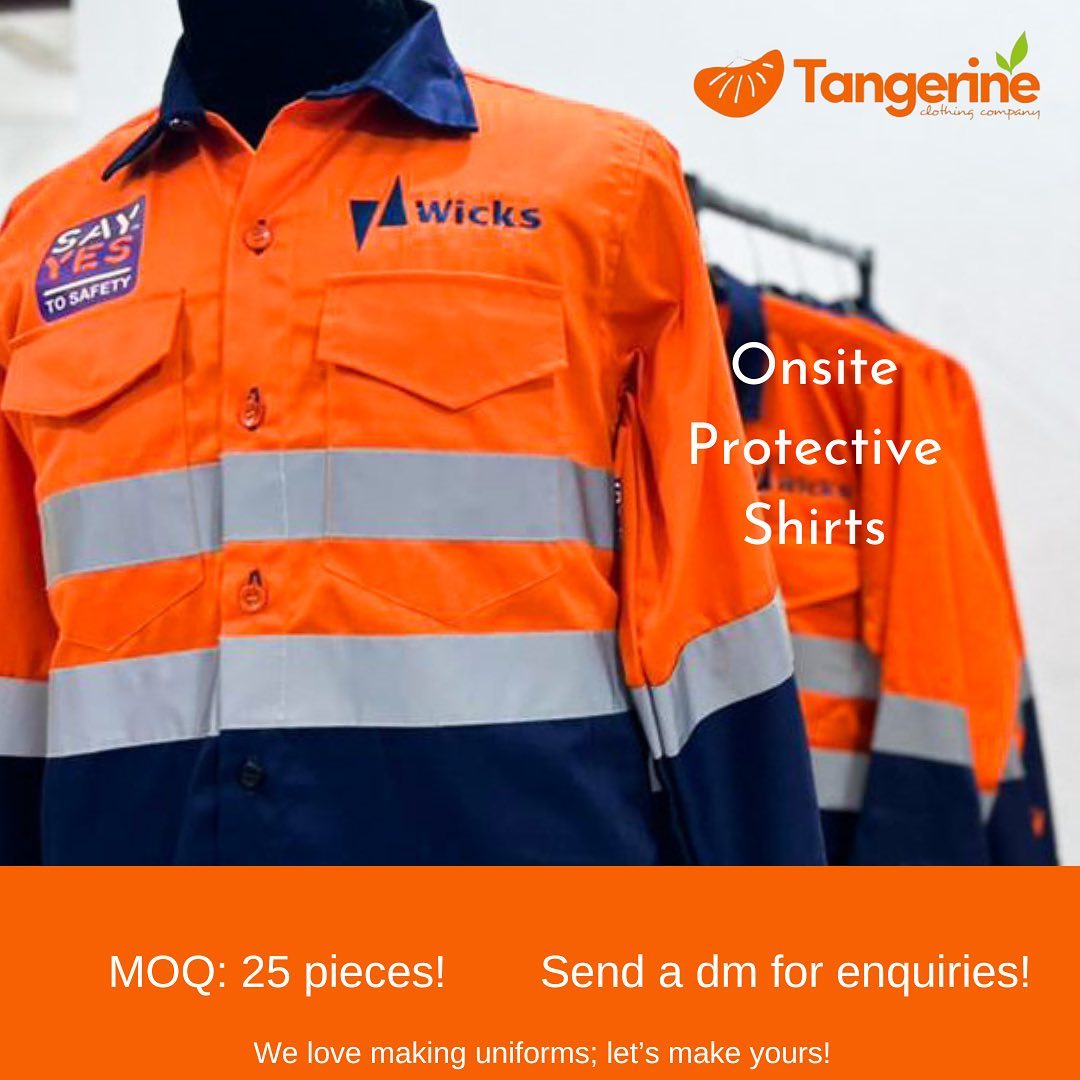 Tangerine
clothing company
SAY
YES
TO SAFETY
Wicks
Onsite
Protective
Shirts
Wicks
MOQ: 25 pieces!
Send a dm for enquiries!
We love making uniforms; let’s make yours!